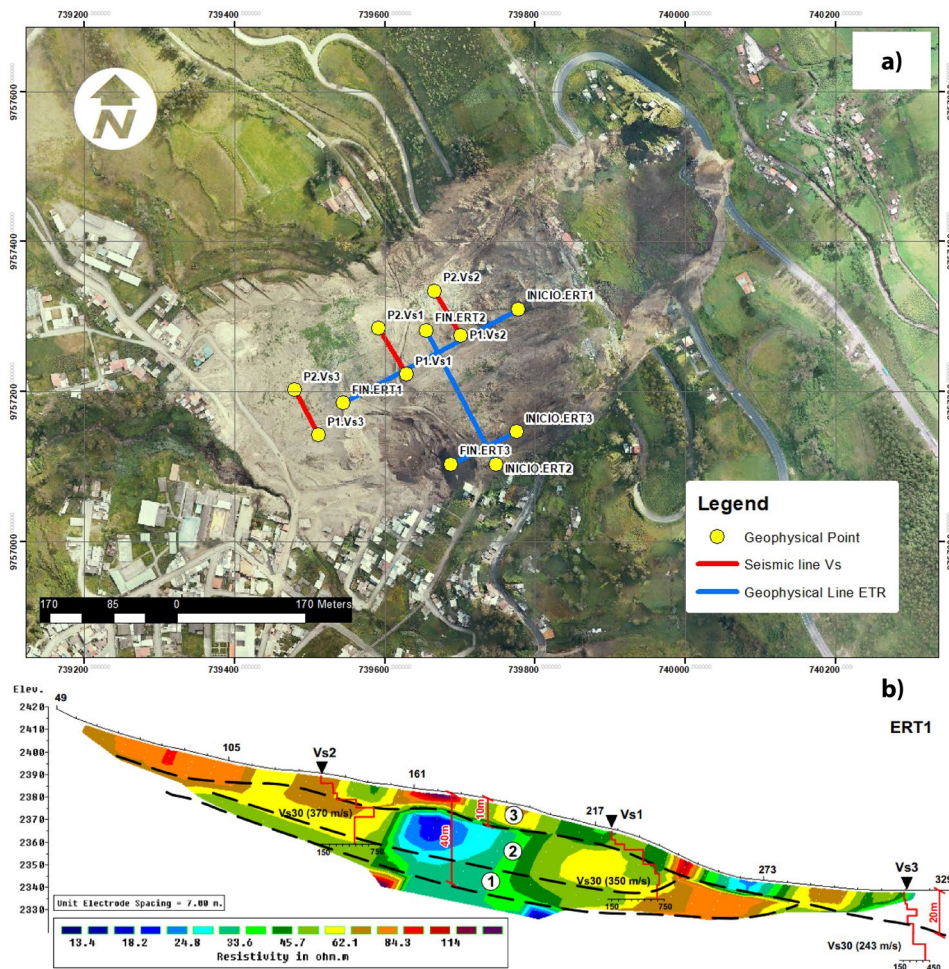 739200 739400 739600 739800 740000 740200
a)
N
9757600
9757400
9757200
9757000
P2.Vs2
INICIO.ERT1
P2.Vs1
FIN.ERT2
P1.Vs2
P1.Vs1
P2.Vs3
FIN.ERT1
P1.Vs3
INICIO.ERT3
FIN.ERT3
INICIO.ERT2
Legend
Geophysical Point
Seismic line Vs
Geophysical Line ETR
170 85 0 170 Meters
739200 739400 739600 739800 740000 740200
b)
Elev.
49
ERT1
2420
2410
2400
2390
2380
2370
2360
2350
2340
2330
105
Vs2
161
10m
3
217
Vs1
Vs30 (370 m/s)
150 750
40m
2
1
Vs30 (350 m/s)
150 750
273
Vs3
329
20m
Vs30 (243 m/s)
150 450
Unit Electrode Spacing = 7.00 m.
13.4 18.2 24.8 33.6 45.7 62.1 84.3 114
Resistivity in ohm.m